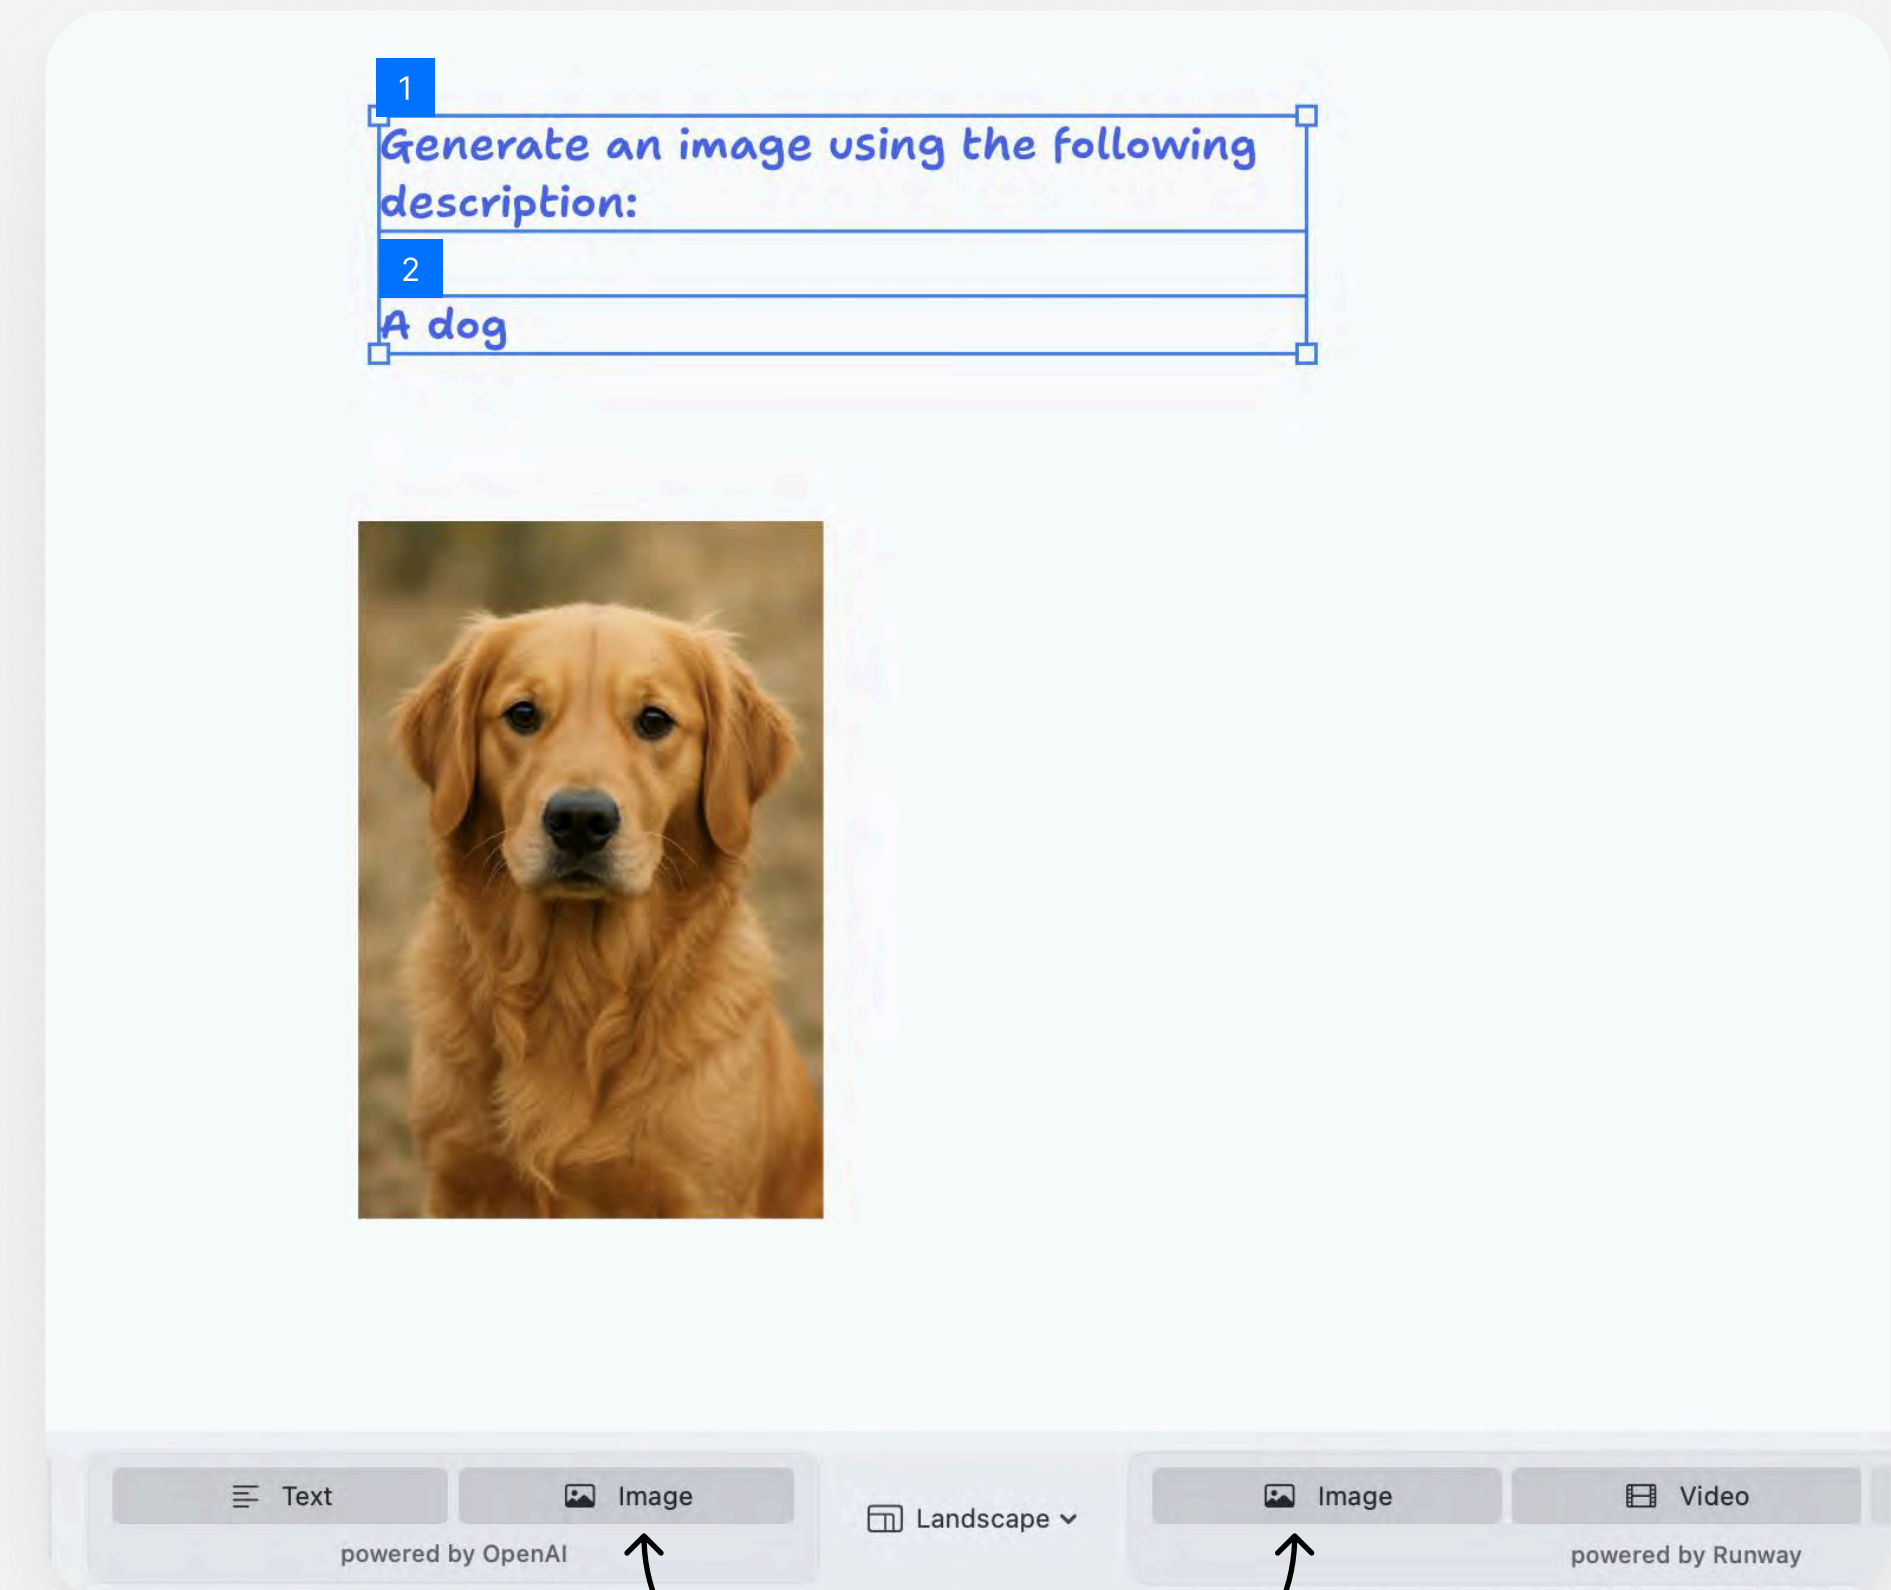 1
Generate an image using the following
description:
2
A dog
Text
Image
powered by OpenAI
Landscape
Image
Video
powered by Runway